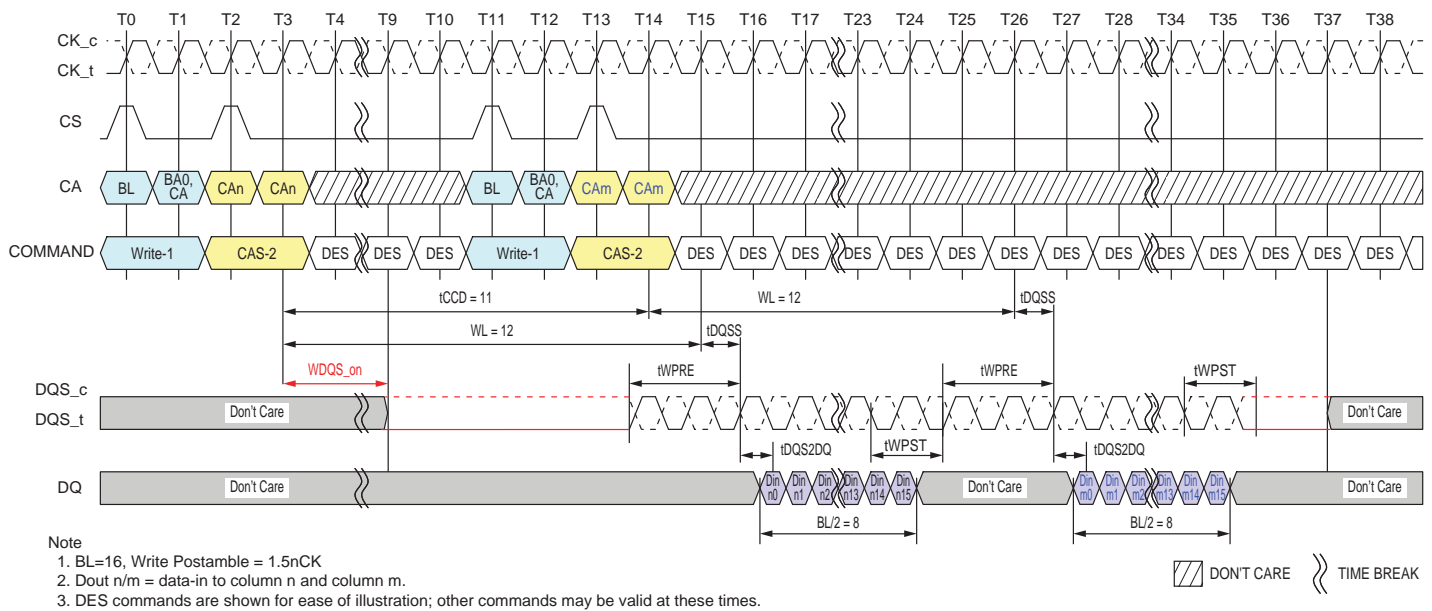 T0 T1 T2 T3 T4 T9 T10 T11 T12 T13 T14 T15 T16 T17 T23 T24 T25 T26 T27 T28 T34 T35 T36 T37 T38
CK_c
CK_t
CS
CA BL BA0, CA CAn CAn BL BA0, CA CAm CAm
COMMAND Write-1 CAS-2 DES DES DES Write-1 CAS-2 DES DES DES DES DES DES DES DES DES DES DES DES DES DES
tCCD = 11 WL = 12 tDQSS
WL = 12 tDQSS
WDQS_on tWPRE tWPRE tWPST
DQS_c
DQS_t Don't Care Don't Care
tDQS2DQ tWPST tDQS2DQ
DQ Don't Care Din n0 Din n1 Din n2 Din n13 Din n14 Din n15 Don't Care Din m0 Din m1 Din m2 Din m13 Din m14 Din m15 Don't Care
BL/2 = 8 BL/2 = 8
Note
1. BL=16, Write Postamble = 1.5nCK
2. Dout n/m = data-in to column n and column m.
3. DES commands are shown for ease of illustration; other commands may be valid at these times.
DON'T CARE TIME BREAK